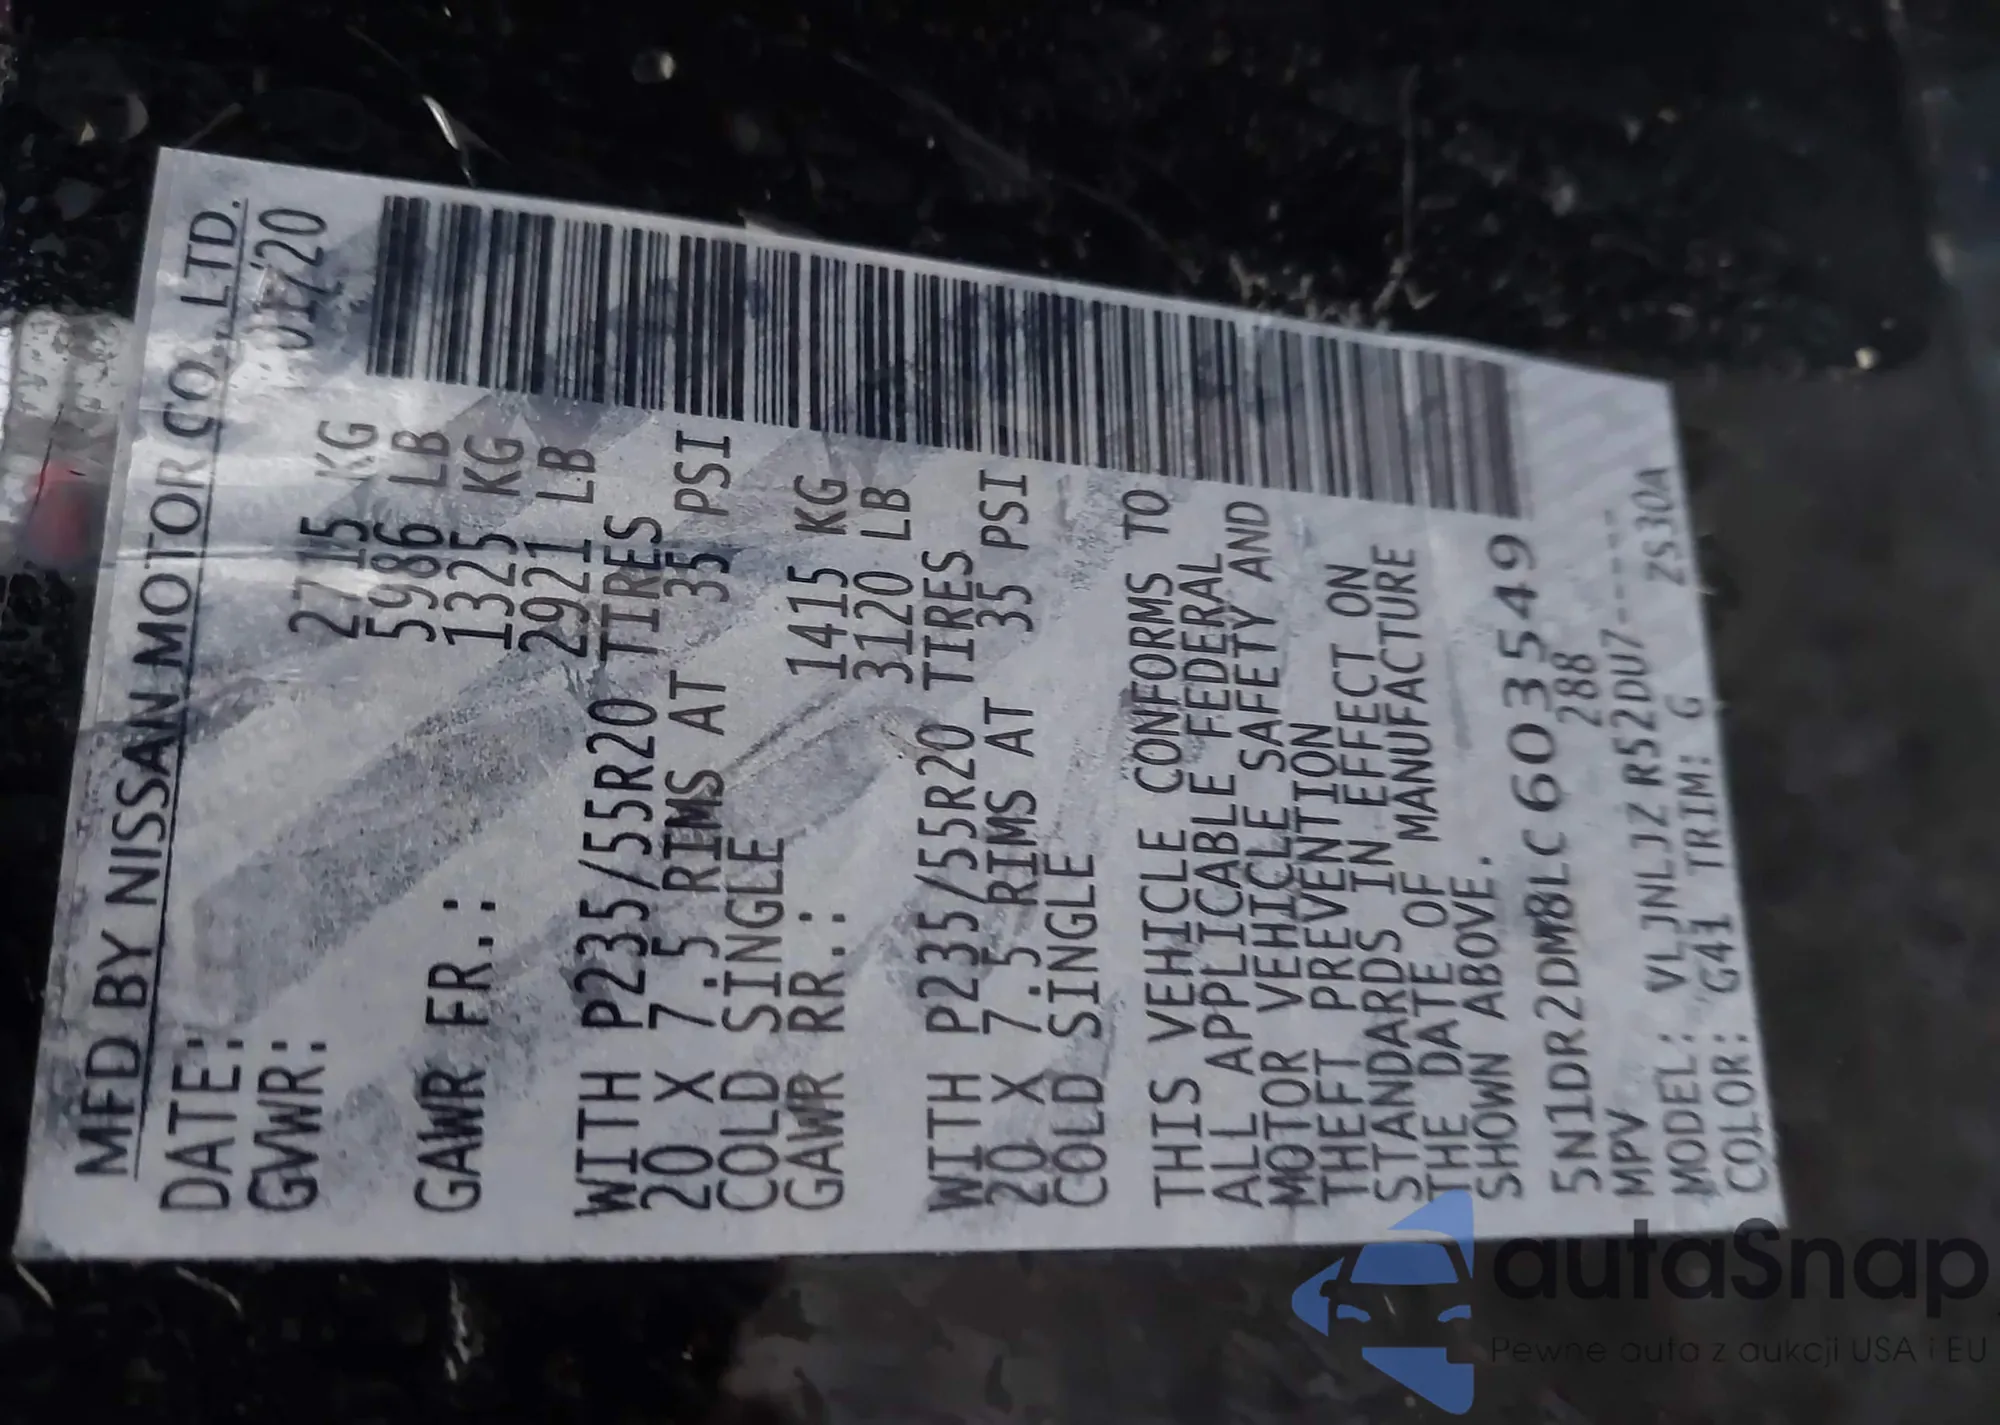 MFD BY NISSAN MOTOR CO., LTD.
DATE: 01/20
GVWR: 2715 KG
5986 LB
GAWR FR.: 1325 KG
2921 LB
WITH P235/55R20 TIRES
20 X 7.5 RIMS AT 35 PSI
COLD SINGLE
GAWR RR.: 1415 KG
3120 LB
WITH P235/55R20 TIRES
20 X 7.5 RIMS AT 35 PSI
COLD SINGLE
THIS VEHICLE CONFORMS TO
ALL APPLICABLE FEDERAL
MOTOR VEHICLE SAFETY AND
THEFT PREVENTION
STANDARDS IN EFFECT ON
THE DATE OF MANUFACTURE
SHOWN ABOVE.
5N1DR2DM8LC603549
MPV 288
MODEL: VLJNLJZ R52DU7-----
COLOR: G41 TRIM: G ZS30A
autaSnap
Pewne auta z aukcji USA i EU